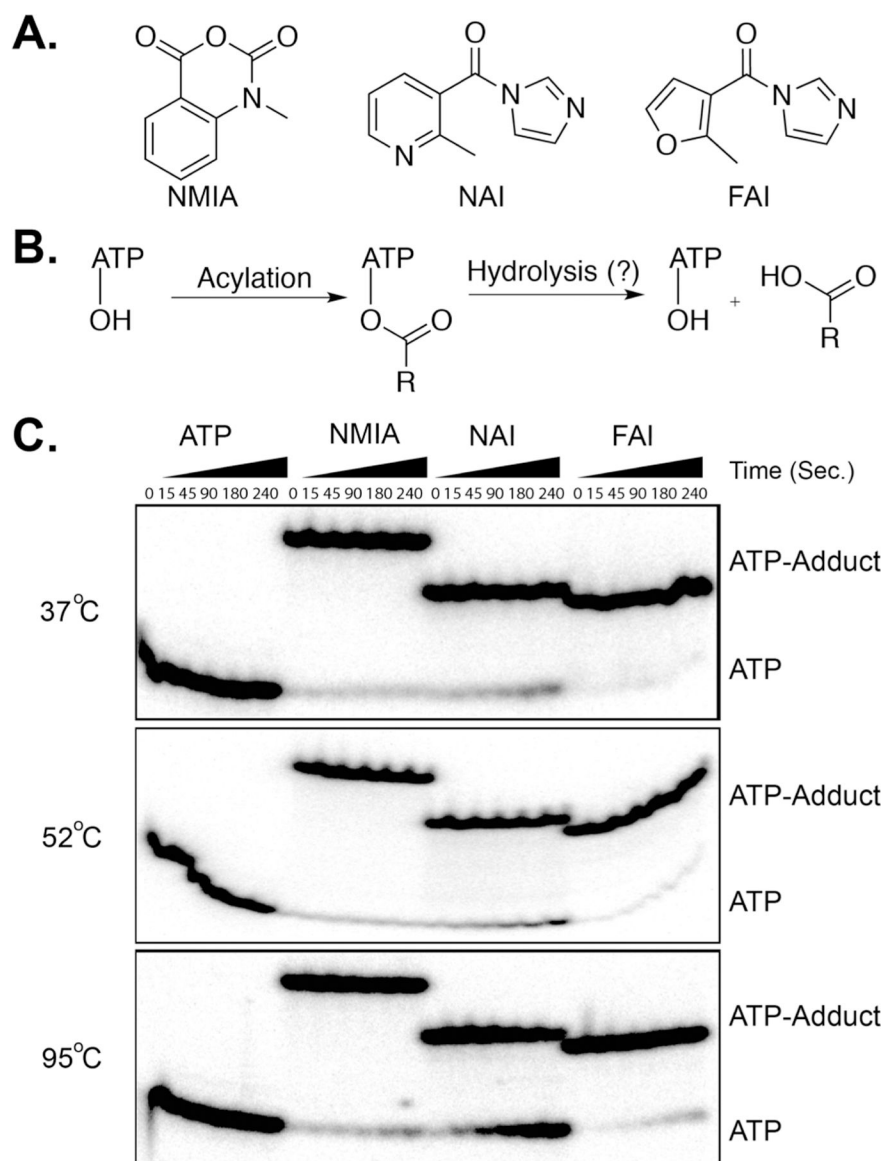 A.
O O O
N
NMIA
O
N N
N
NAI
O
N N
O
FAI
B.
ATP
OH
Acylation
ATP
O O
R
Hydrolysis (?)
ATP
OH
+
HO O
R
C.
ATP NMIA NAI FAI
Time (Sec.)
0 15 45 90 180 240 0 15 45 90 180 240 0 15 45 90 180 240 0 15 45 90 180 240
37°C
ATP-Adduct
ATP
52°C
ATP-Adduct
ATP
95°C
ATP-Adduct
ATP